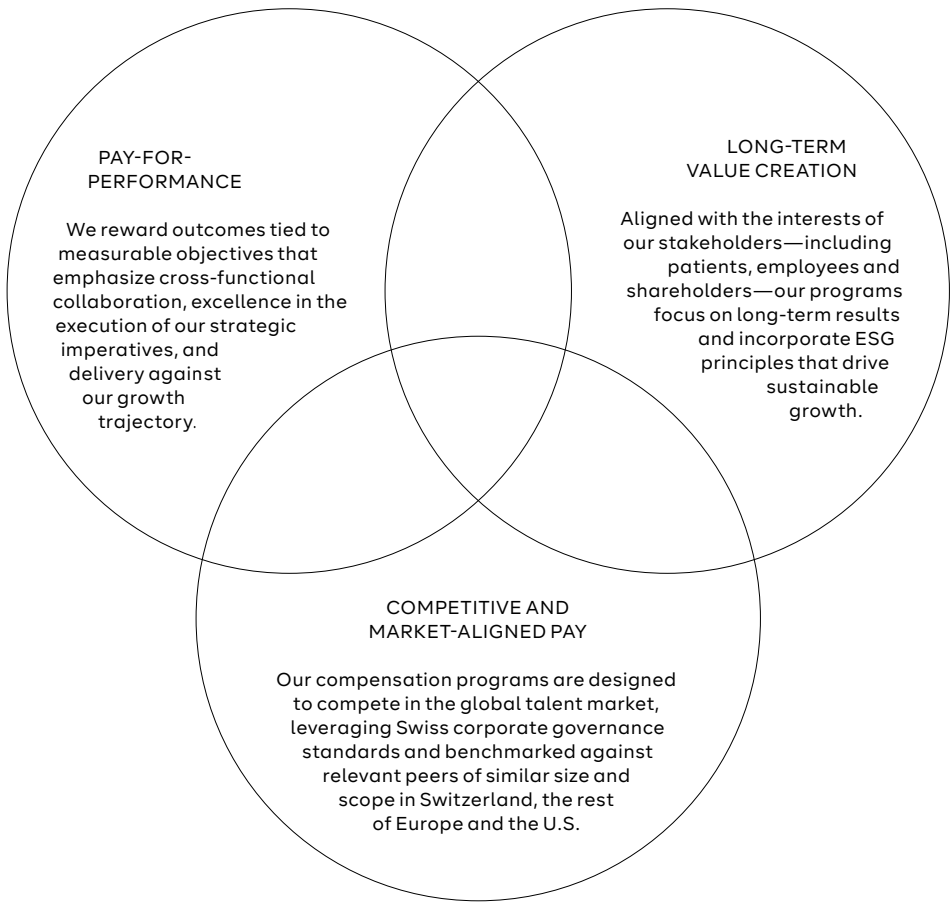 PAY-FOR-
PERFORMANCE
We reward outcomes tied to
measurable objectives that
emphasize cross-functional
collaboration, excellence in the
execution of our strategic
imperatives, and
delivery against
our growth
trajectory.
LONG-TERM
VALUE CREATION
Aligned with the interests of
our stakeholders—including
patients, employees and
shareholders—our programs
focus on long-term results
and incorporate ESG
principles that drive
sustainable
growth.
COMPETITIVE AND
MARKET-ALIGNED PAY
Our compensation programs are designed
to compete in the global talent market,
leveraging Swiss corporate governance
standards and benchmarked against
relevant peers of similar size and
scope in Switzerland, the rest
of Europe and the U.S.